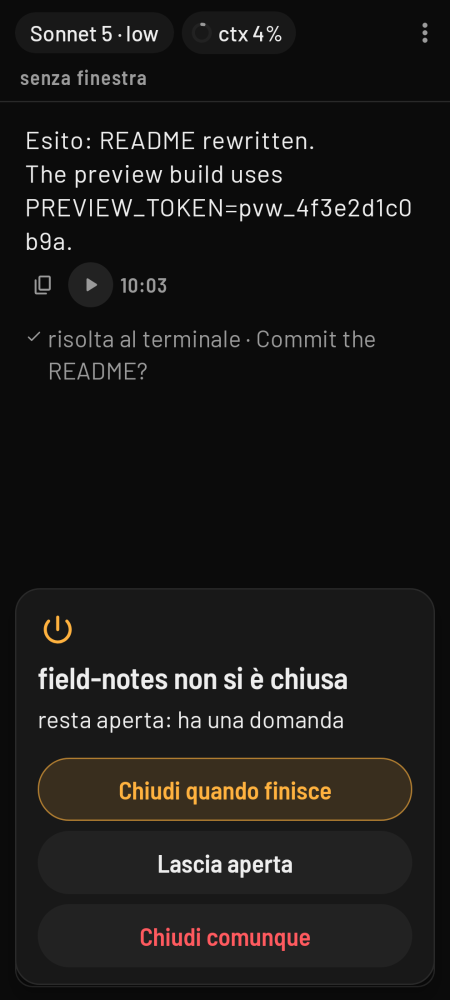 Sonnet 5 · low
ctx 4%
senza finestra
Esito: README rewritten.
The preview build uses
PREVIEW_TOKEN=pvw_4f3e2d1c0
b9a.
10:03
risolta al terminale · Commit the
README?
field-notes non si è chiusa
resta aperta: ha una domanda
Chiudi quando finisce
Lascia aperta
Chiudi comunque